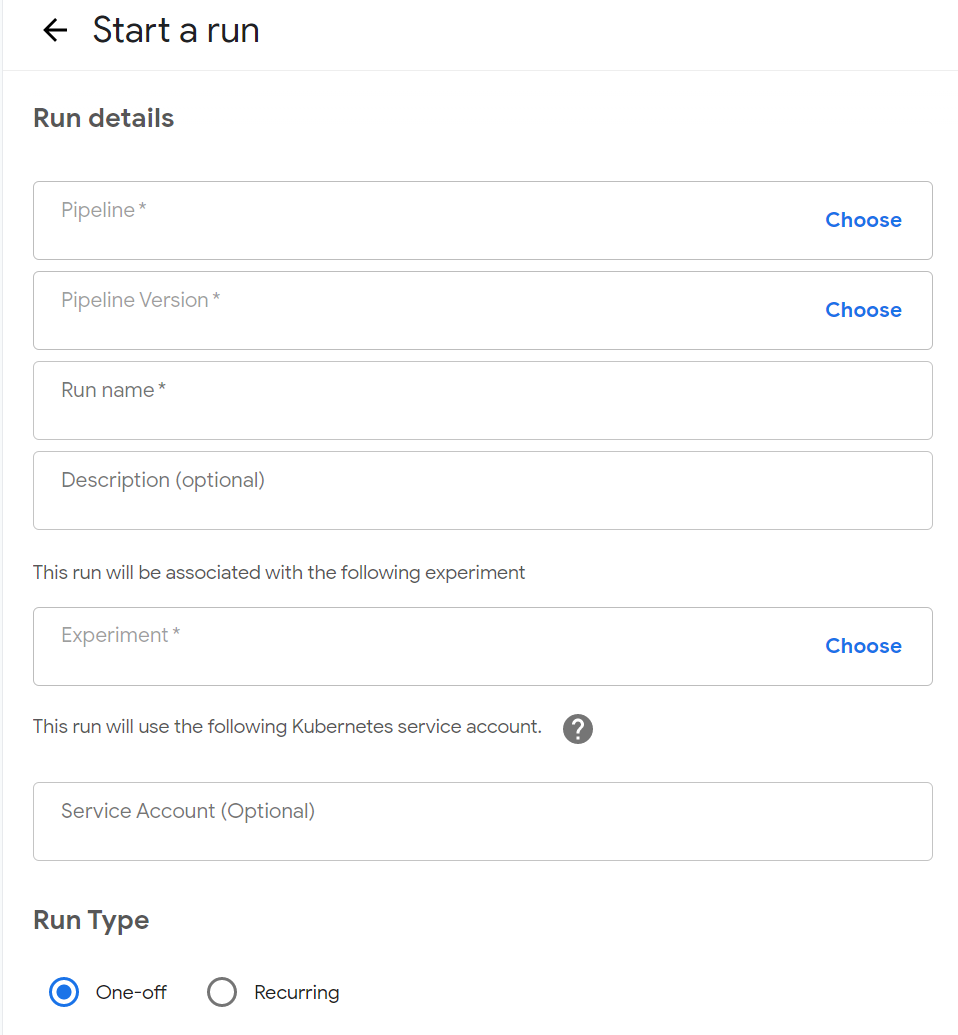 Start a run
Run details
Pipeline *
Choose
Pipeline Version *
Choose
Run name *
Description (optional)
This run will be associated with the following experiment
Experiment *
Choose
This run will use the following Kubernetes service account.
?
Service Account (Optional)
Run Type
One-off
Recurring